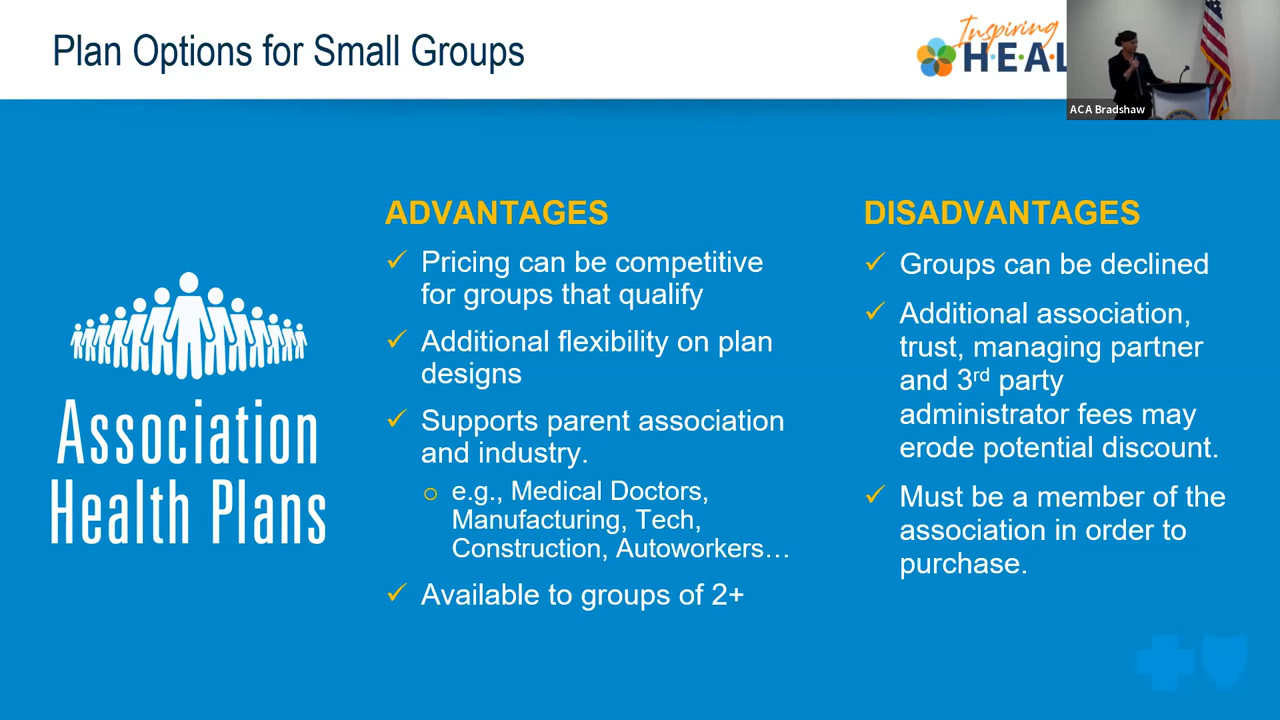 Plan Options for Small Groups
Inspiring
H·E·A·L
ACA Bradshaw
Association
Health Plans
ADVANTAGES
✓ Pricing can be competitive
for groups that qualify
✓ Additional flexibility on plan
designs
✓ Supports parent association
and industry.
o e.g., Medical Doctors,
Manufacturing, Tech,
Construction, Autoworkers…
✓ Available to groups of 2+
DISADVANTAGES
✓ Groups can be declined
✓ Additional association,
trust, managing partner
and 3rd party
administrator fees may
erode potential discount.
✓ Must be a member of the
association in order to
purchase.